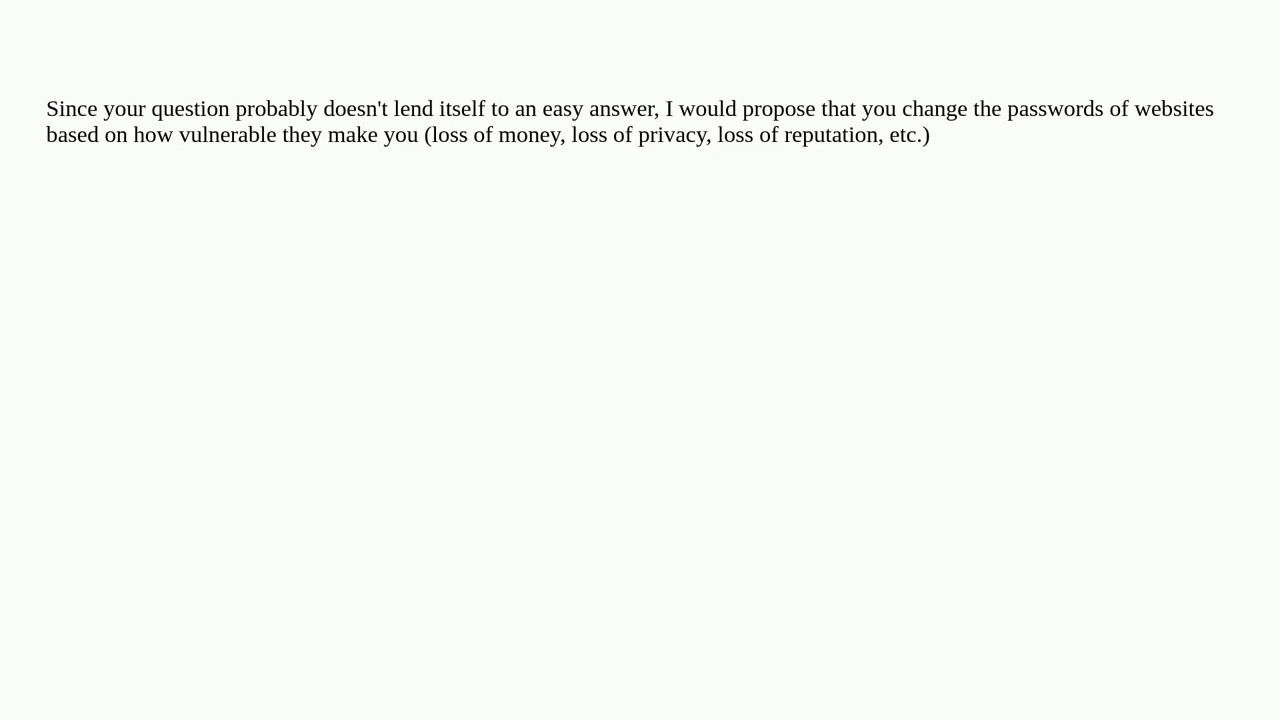 Since your question probably doesn't lend itself to an easy answer, I would propose that you change the passwords of websites
based on how vulnerable they make you (loss of money, loss of privacy, loss of reputation, etc.)